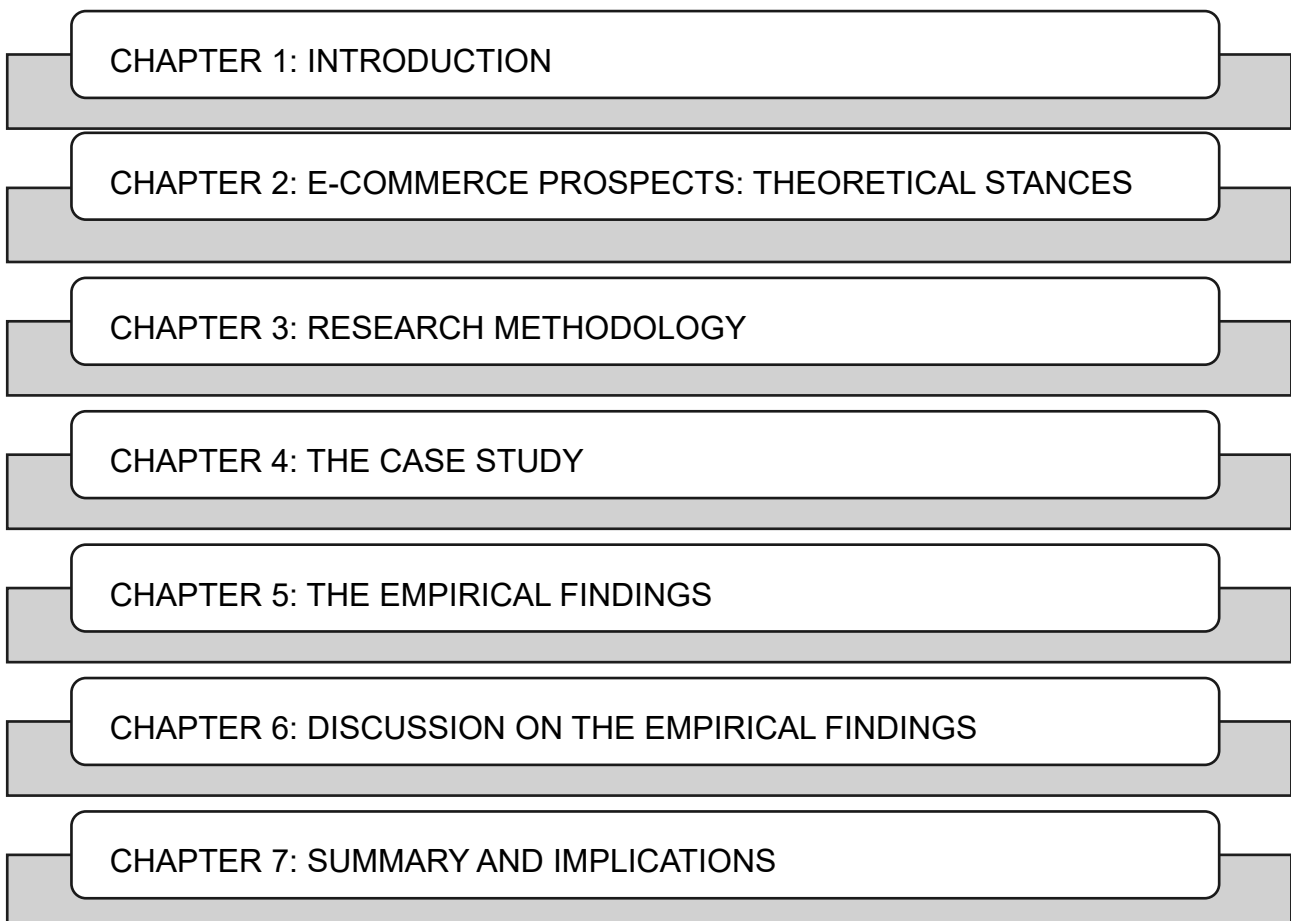 CHAPTER 1: INTRODUCTION
CHAPTER 2: E-COMMERCE PROSPECTS: THEORETICAL STANCES
CHAPTER 3: RESEARCH METHODOLOGY
CHAPTER 4: THE CASE STUDY
CHAPTER 5: THE EMPIRICAL FINDINGS
CHAPTER 6: DISCUSSION ON THE EMPIRICAL FINDINGS
CHAPTER 7: SUMMARY AND IMPLICATIONS